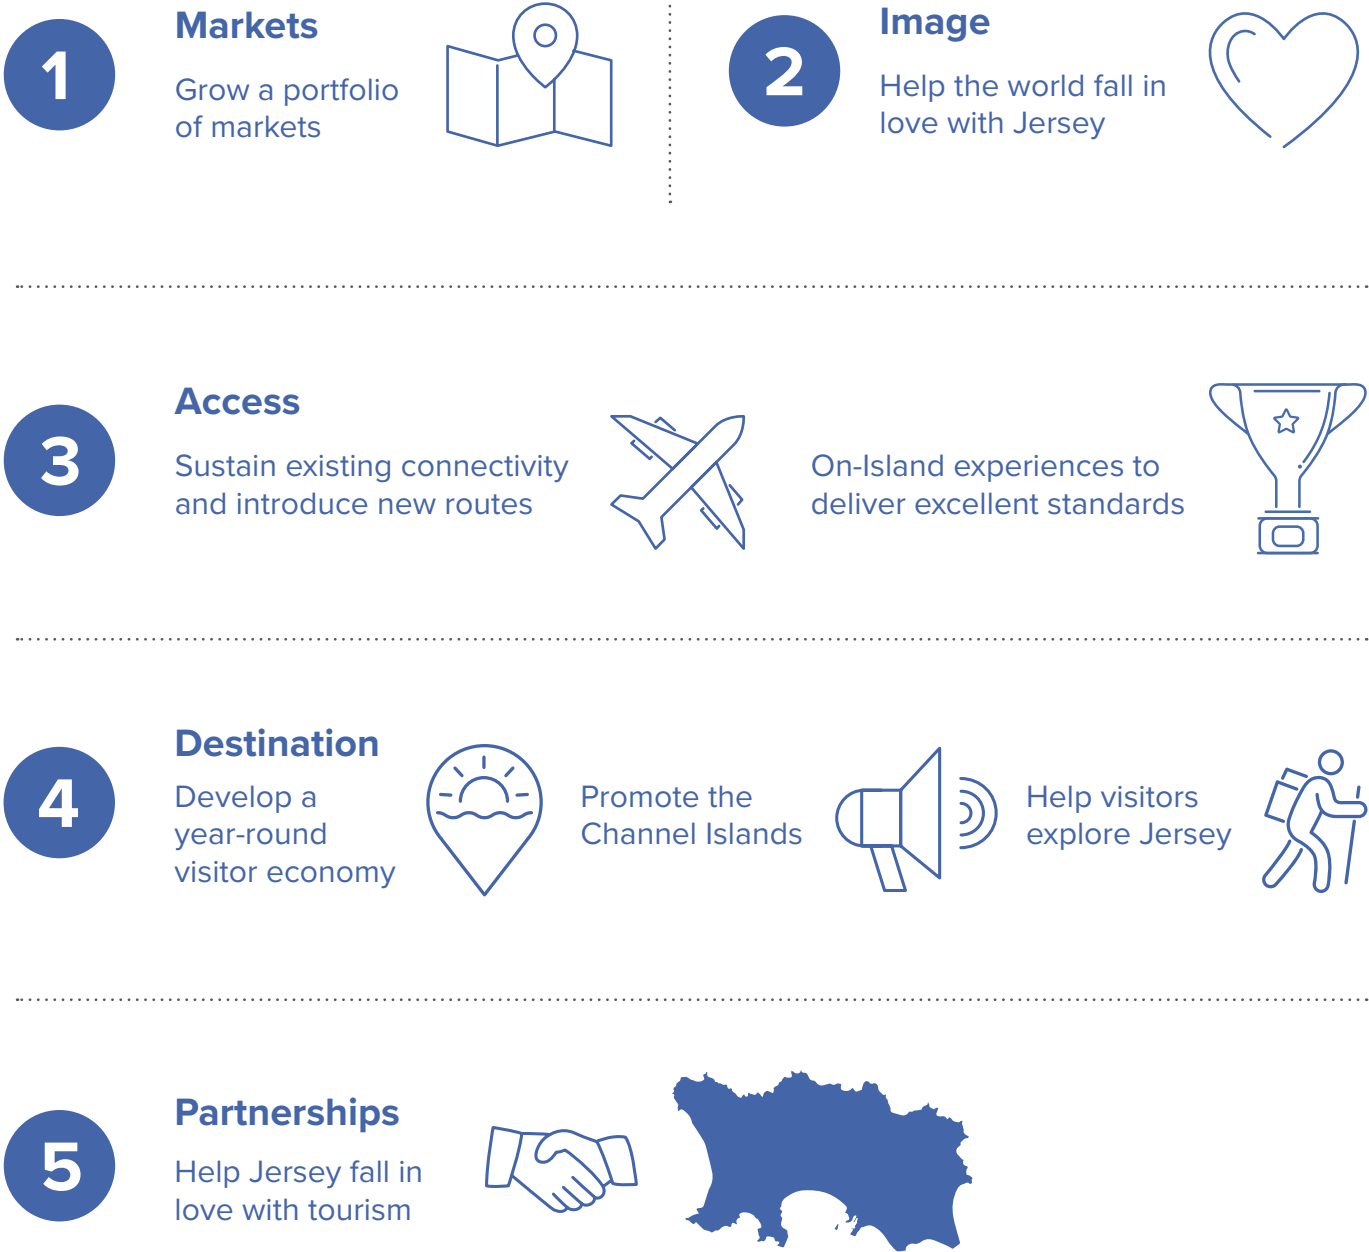 1
Markets
Grow a portfolio
of markets
2
Image
Help the world fall in
love with Jersey
3
Access
Sustain existing connectivity
and introduce new routes
On-Island experiences to
deliver excellent standards
4
Destination
Develop a
year-round
visitor economy
Promote the
Channel Islands
Help visitors
explore Jersey
5
Partnerships
Help Jersey fall in
love with tourism